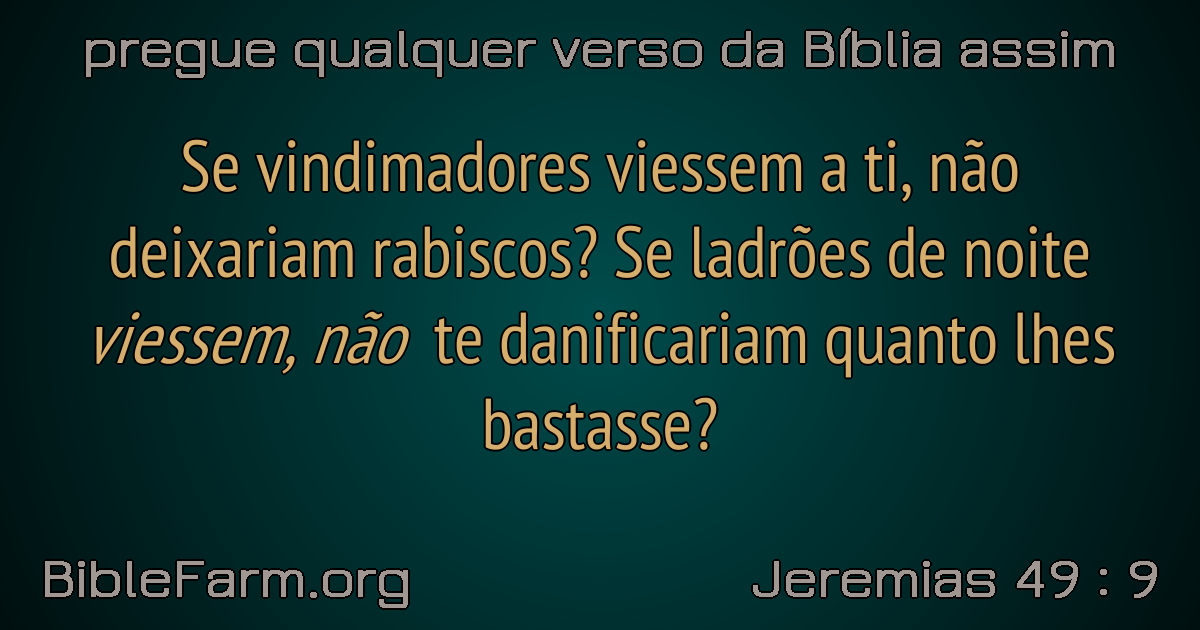 pregue qualquer verso da Bíblia assim
Se vindimadores viessem a ti, não
deixariam rabiscos? Se ladrões de noite
viessem, não te danificariam quanto lhes
bastasse?
BibleFarm.org
Jeremias 49 : 9